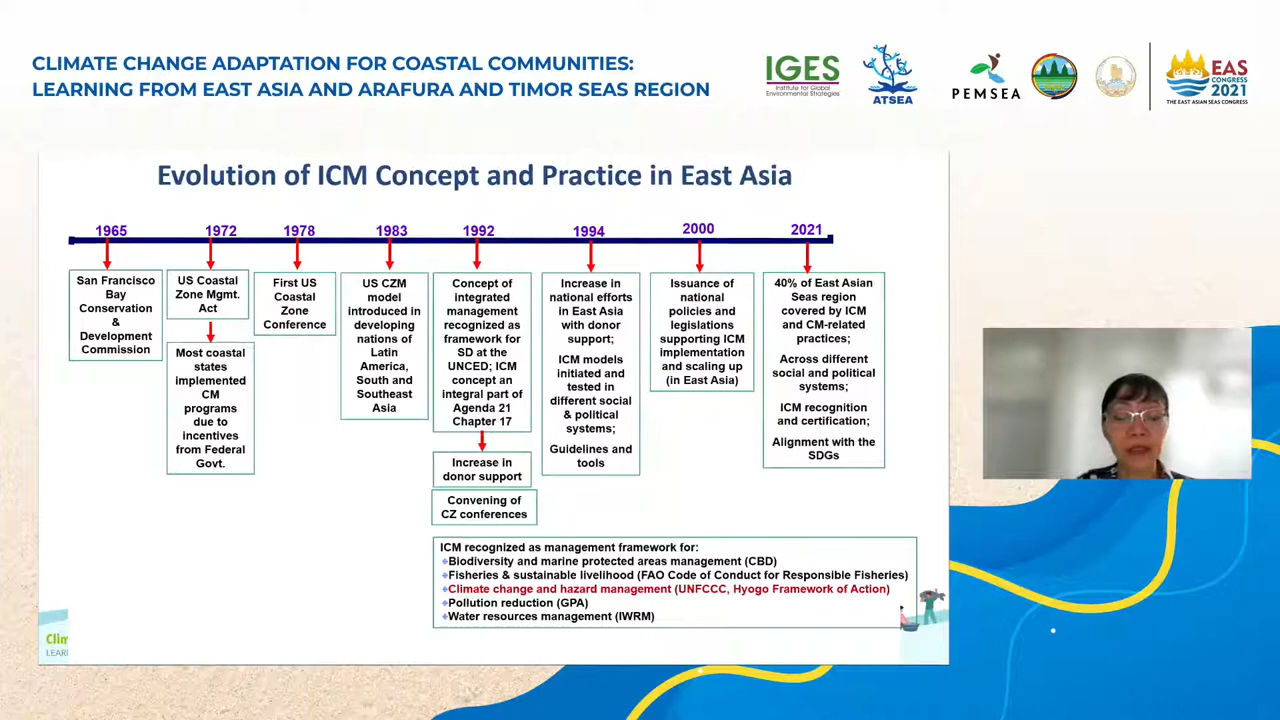 CLIMATE CHANGE ADAPTATION FOR COASTAL COMMUNITIES:
LEARNING FROM EAST ASIA AND ARAFURA AND TIMOR SEAS REGION
IGES
Institute for Global
Environmental Strategies
ATSEA
PEMSEA
EAS
CONGRESS
2021
THE EAST ASIAN SEAS CONGRESS
Evolution of ICM Concept and Practice in East Asia
1965
1972
1978
1983
1992
1994
2000
2021
San Francisco
Bay
Conservation
&
Development
Commission
US Coastal
Zone Mgmt.
Act
Most coastal
states
implemented
CM
programs
due to
incentives
from Federal
Govt.
First US
Coastal
Zone
Conference
US CZM
model
introduced in
developing
nations of
Latin
America,
South and
Southeast
Asia
Concept of
integrated
management
recognized as
framework for
SD at the
UNCED; ICM
concept an
integral part of
Agenda 21
Chapter 17
Increase in
donor support
Convening of
CZ conferences
Increase in
national efforts
in East Asia
with donor
support;
ICM models
initiated and
tested in
different social
& political
systems;
Guidelines and
tools
Issuance of
national
policies and
legislations
supporting ICM
implementation
and scaling up
(in East Asia)
40% of East Asian
Seas region
covered by ICM
and CM-related
practices;
Across different
social and political
systems;
ICM recognition
and certification;
Alignment with the
SDGs
ICM recognized as management framework for:
Biodiversity and marine protected areas management (CBD)
Fisheries & sustainable livelihood (FAO Code of Conduct for Responsible Fisheries)
Climate change and hazard management (UNFCCC, Hyogo Framework of Action)
Pollution reduction (GPA)
Water resources management (IWRM)
Clim
LEAR